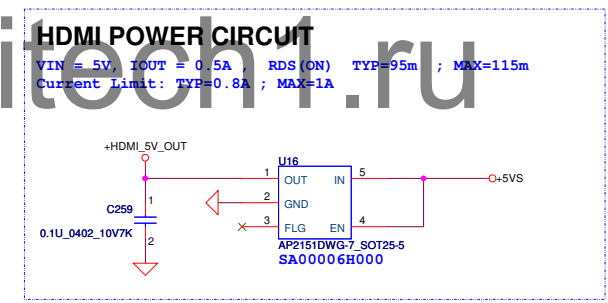 HDMI POWER CIRCUIT
VIN = 5V, IOUT = 0.5A , RDS(ON) TYP=95m ; MAX=115m
Current Limit: TYP=0.8A ; MAX=1A
itech1.ru
+HDMI_5V_OUT
U16
1 OUT IN 5
+5VS
2 GND
3 FLG EN 4
C259
1
0.1U_0402_10V7K
2
AP2151DWG-7_SOT25-5
SA00006H000